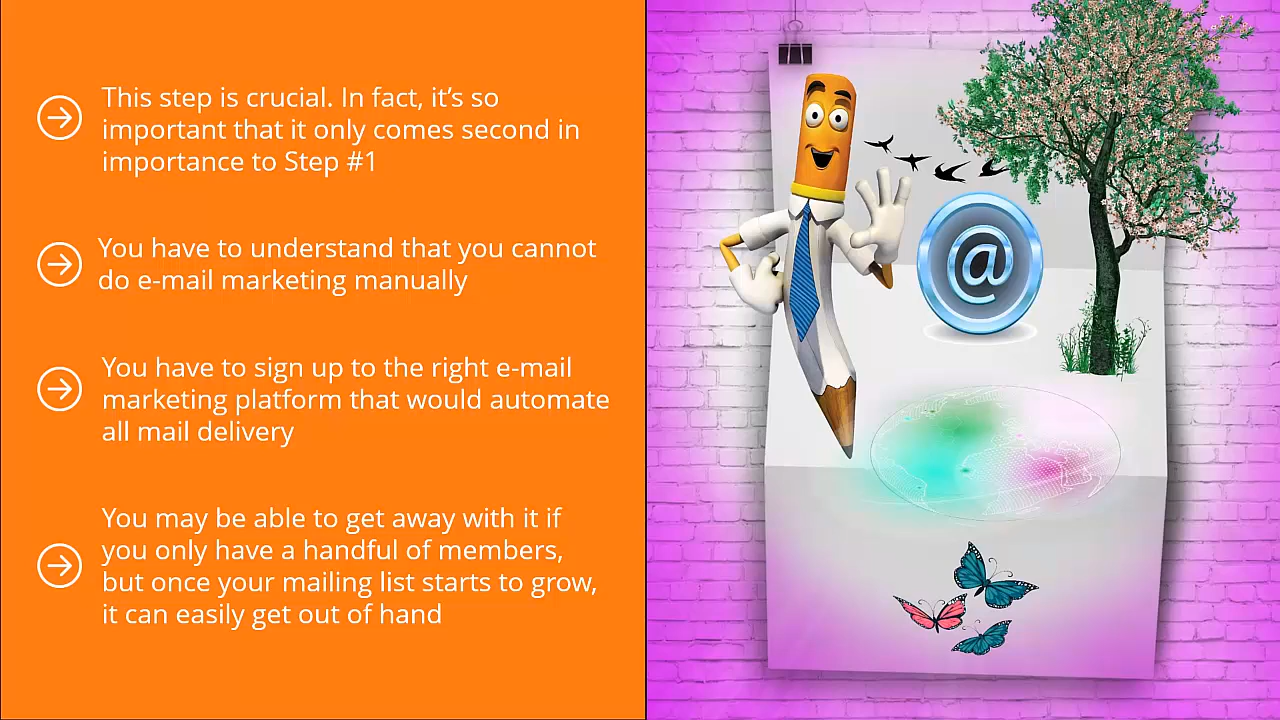 This step is crucial. In fact, it's so
important that it only comes second in
importance to Step #1
You have to understand that you cannot
do e-mail marketing manually
You have to sign up to the right e-mail
marketing platform that would automate
all mail delivery
You may be able to get away with it if
you only have a handful of members,
but once your mailing list starts to grow,
it can easily get out of hand
@